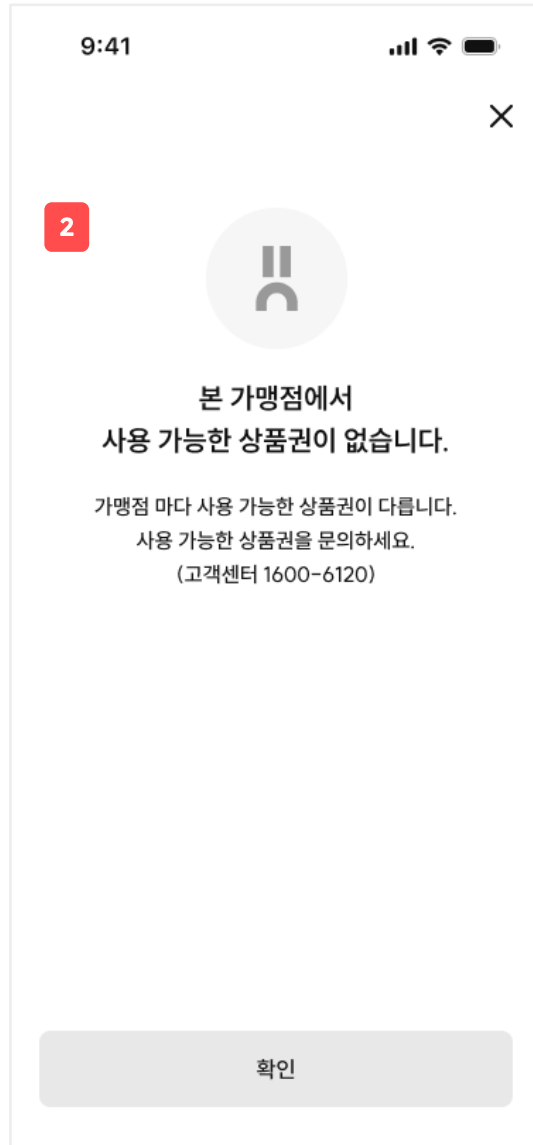 9:41
2
본 가맹점에서
사용 가능한 상품권이 없습니다.
가맹점 마다 사용 가능한 상품권이 다릅니다.
사용 가능한 상품권을 문의하세요.
(고객센터 1600-6120)
확인